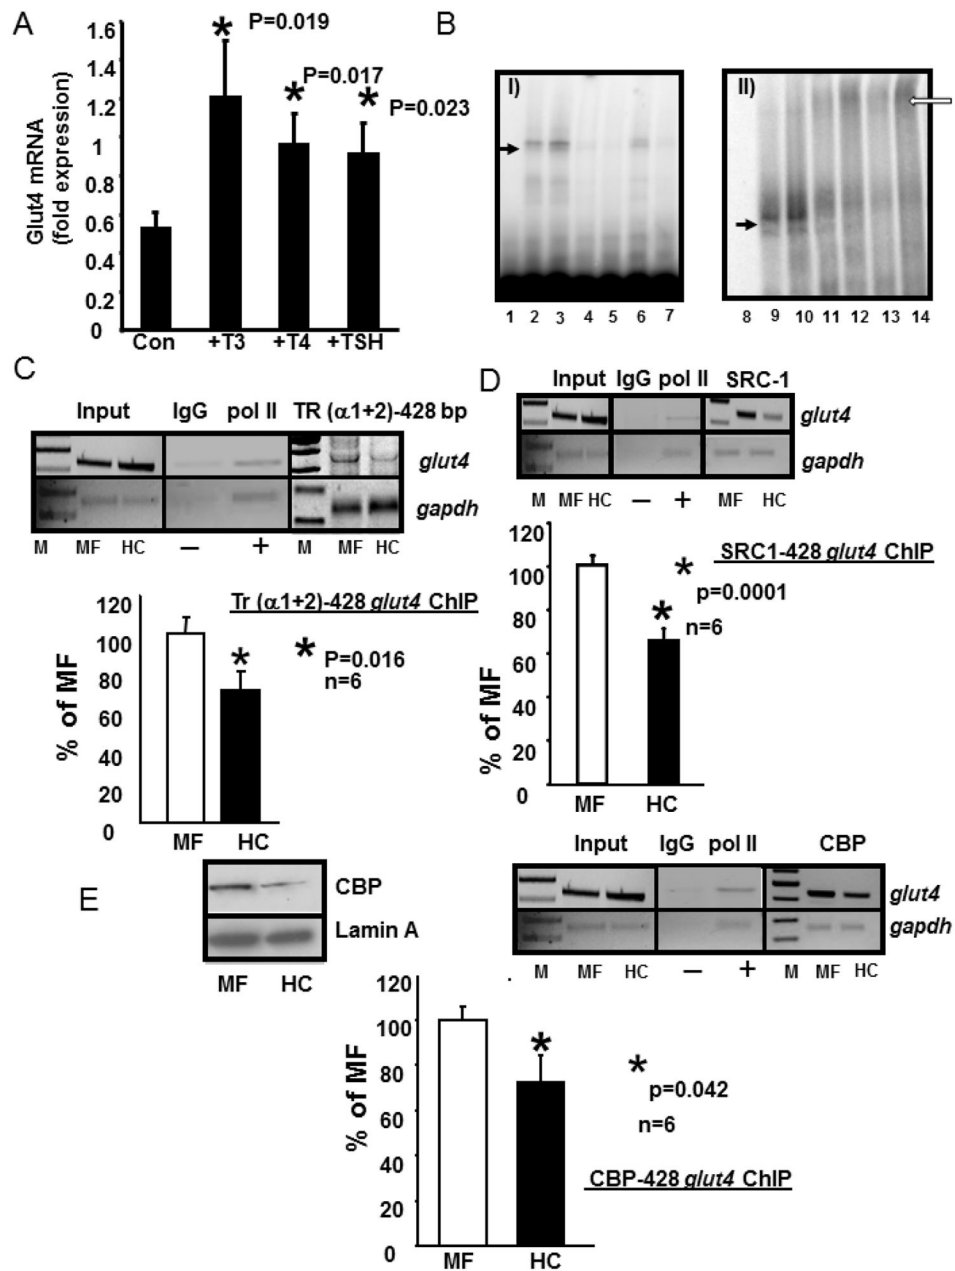 A
1.6
1.4
1.2
1
0.8
0.6
0.4
0.2
0
Glut4 mRNA
(fold expression)
* P=0.019
P=0.017
*
* P=0.023
Con +T3 +T4 +TSH
B
I)
1 2 3 4 5 6 7
II)
8 9 10 11 12 13 14
C
Input IgG pol II TR (α1+2)-428 bp
glut4
gapdh
M MF HC – + M MF HC
Tr (α1+2)-428 glut4 ChIP
120
100
80
60
40
20
0
% of MF
*
* P=0.016
n=6
MF HC
D
Input IgG pol II SRC-1
glut4
gapdh
M MF HC – + MF HC
SRC1-428 glut4 ChIP
120
100
80
60
40
20
0
% of MF
*
* p=0.0001
n=6
MF HC
E
CBP
Lamin A
MF HC
Input IgG pol II CBP
glut4
gapdh
M MF HC – + M MF HC
120
100
80
60
40
20
0
% of MF
*
* p=0.042
n=6
CBP-428 glut4 ChIP
MF HC